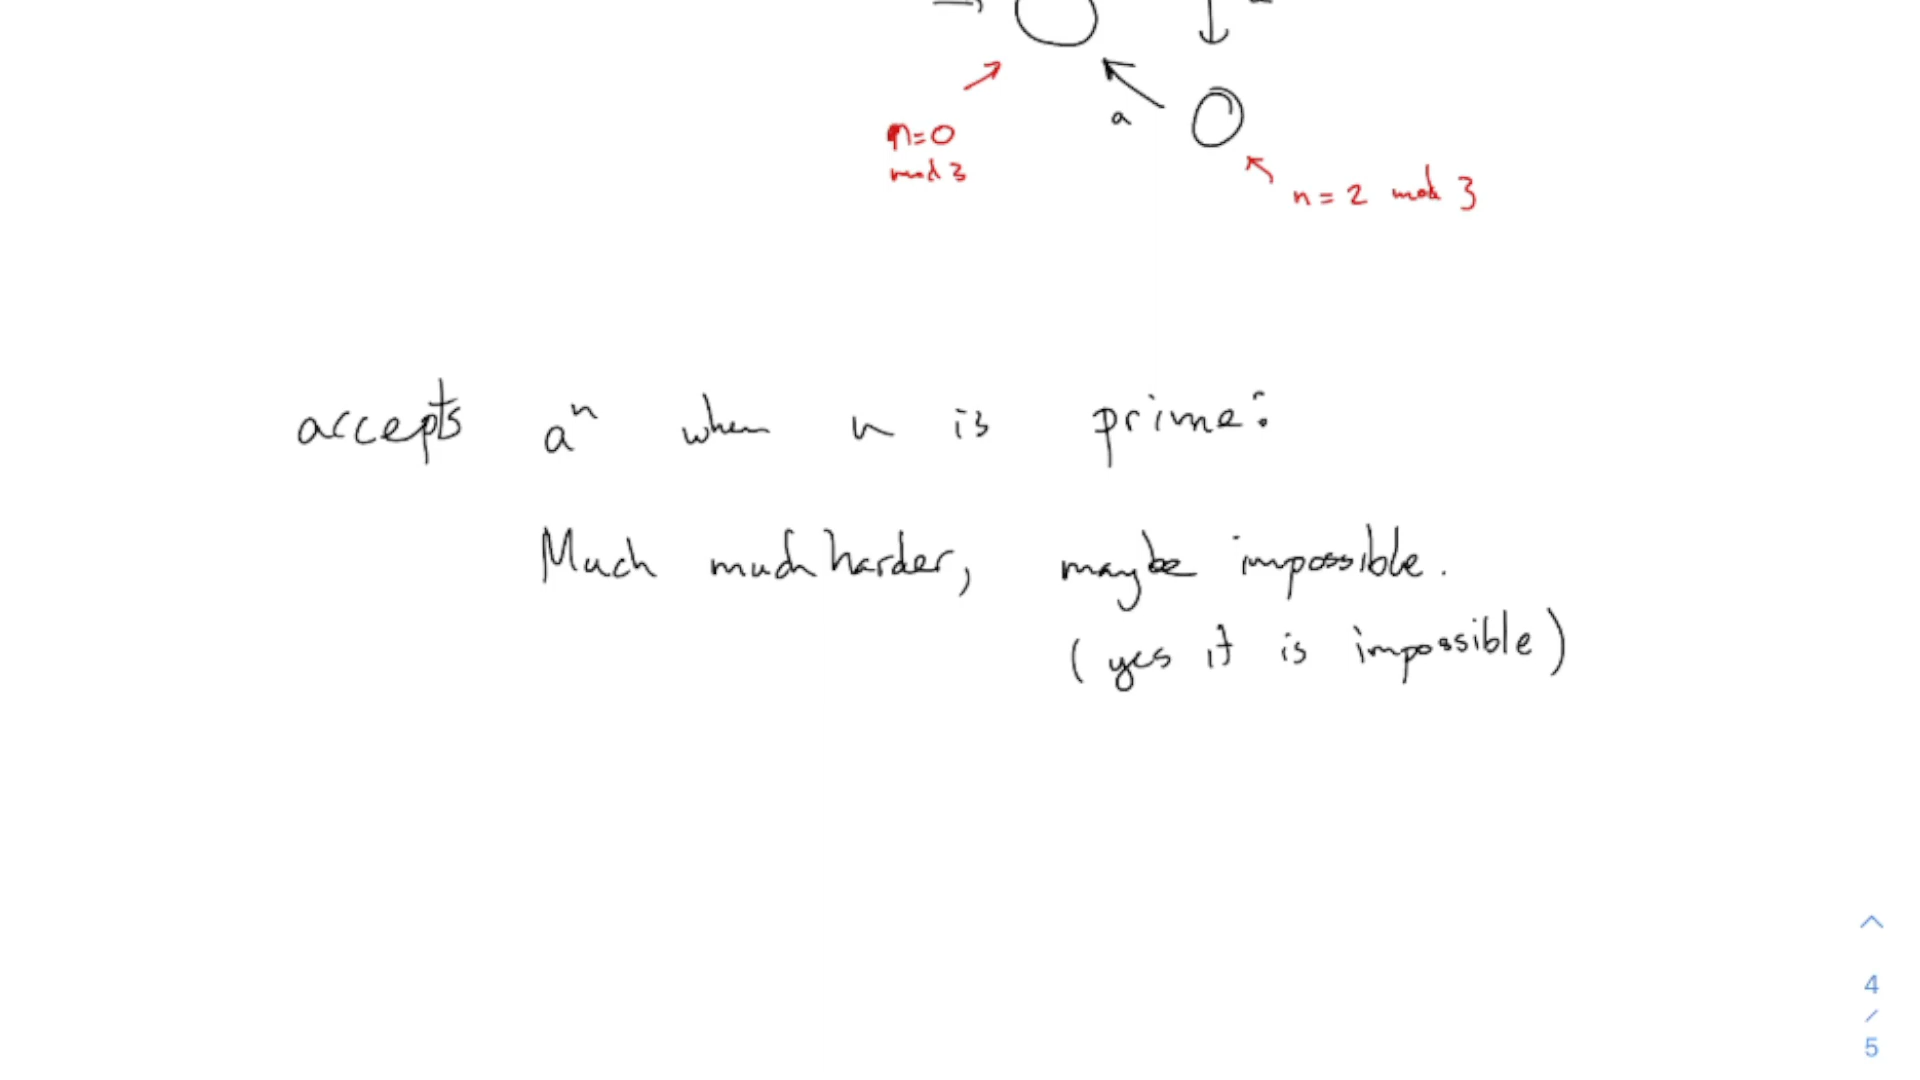 a
n=0
mod 3
n = 2 mod 3
accepts aⁿ when n is prime:
Much much harder, maybe impossible.
(yes it is impossible)
4
/
5